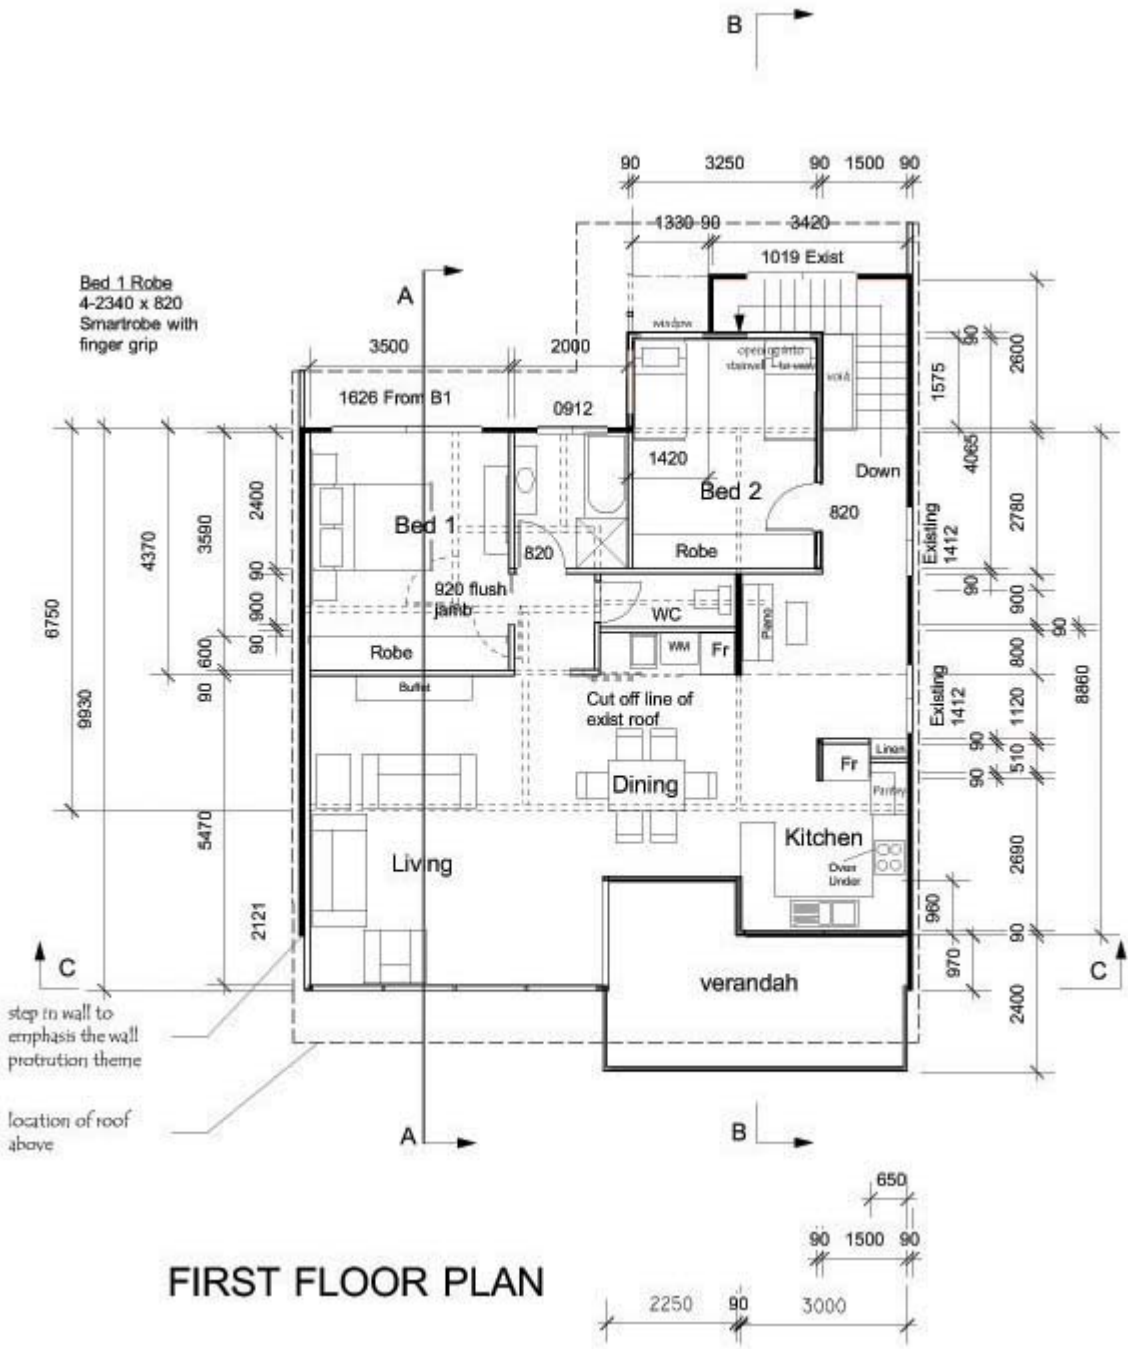 B
90 3250 90 1500 90
1330 90 3420
1019 Exist
Bed 1 Robe
4-2340 x 820
Smartrobe with
finger grip
A
3500 2000
1626 From B1
0912
window
opening into
stairwell
void
90
1575
2600
4065
2780
90
900
90
800
8860
1120
90
510
90
2690
960
90
970
2400
2400
3590
4370
6750
9930
90
900
90
600
90
5470
2121
1420
Bed 1
Bed 2
Down
820
820
Existing
1412
Robe
920 flush
jamb
WC
Piano
Robe
WM
Fr
Buffet
Cut off line of
exist roof
Existing
1412
Linen
Fr
Pantry
Dining
Kitchen
Living
Oven
Under
C
C
verandah
step in wall to
emphasis the wall
protrution theme
location of roof
above
A
B
650
90 1500 90
2250 90 3000
FIRST FLOOR PLAN